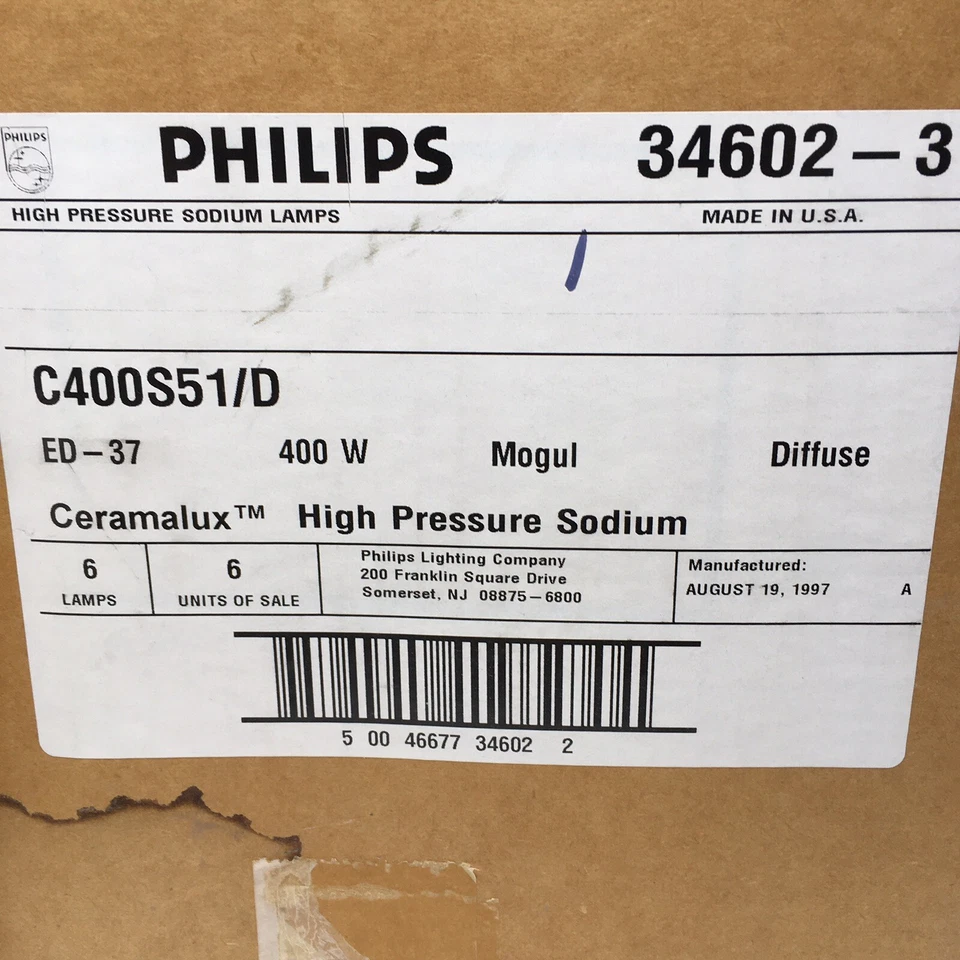 PHILIPS
PHILIPS 34602-3
HIGH PRESSURE SODIUM LAMPS MADE IN U.S.A.
C400S51/D
ED-37 400 W Mogul Diffuse
Ceramalux™ High Pressure Sodium
6 LAMPS
6 UNITS OF SALE
Philips Lighting Company
200 Franklin Square Drive
Somerset, NJ 08875-6800
Manufactured:
AUGUST 19, 1997 A
5 00 46677 34602 2